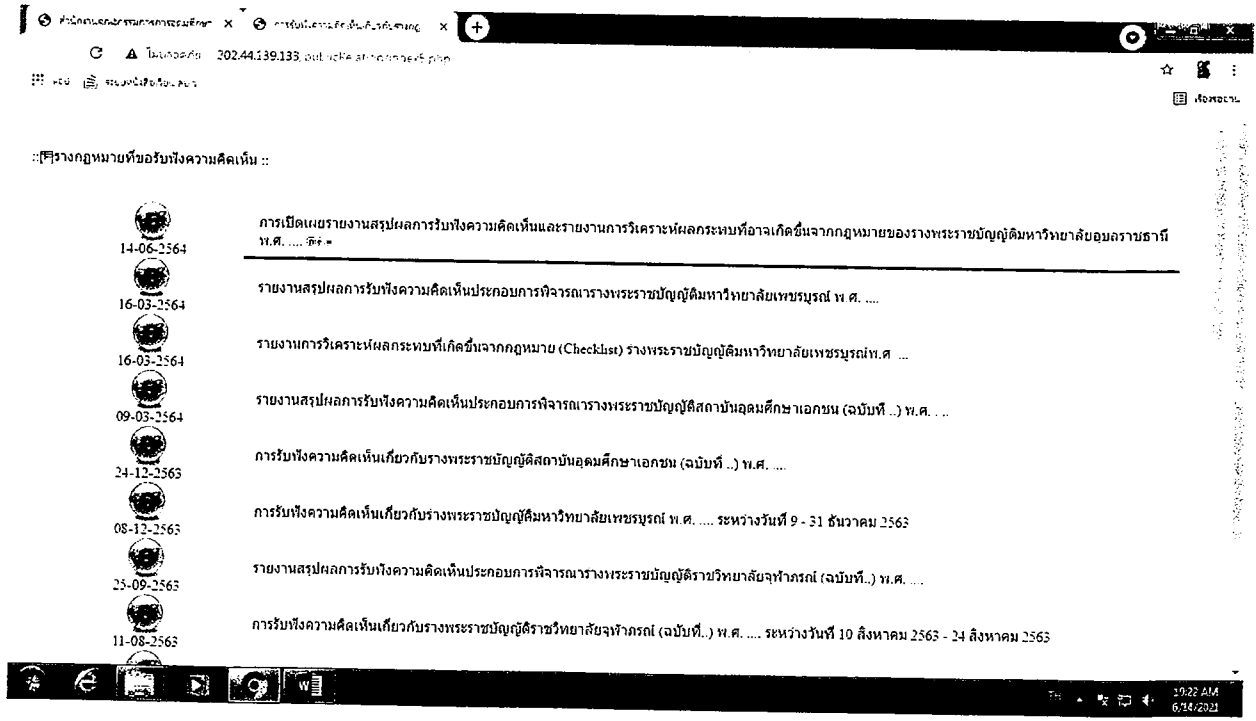 202.44.139.133
::ร่างกฎหมายที่ขอรับฟังความคิดเห็น ::
การเปิดเผยรายงานสรุปผลการรับฟังความคิดเห็นและรายงานการวิเคราะห์ผลกระทบที่อาจเกิดขึ้นจากกฎหมายของร่างพระราชบัญญัติมหาวิทยาลัยอุบลราชธานี
14-06-2564 พ.ศ. ....
16-03-2564 รายงานสรุปผลการรับฟังความคิดเห็นประกอบการพิจารณาร่างพระราชบัญญัติมหาวิทยาลัยเพชรบูรณ์ พ.ศ. ....
16-03-2564 รายงานการวิเคราะห์ผลกระทบที่เกิดขึ้นจากกฎหมาย (Checklist) ร่างพระราชบัญญัติมหาวิทยาลัยเพชรบูรณ์พ.ศ ...
09-03-2564 รายงานสรุปผลการรับฟังความคิดเห็นประกอบการพิจารณาร่างพระราชบัญญัติสถาบันอุดมศึกษาเอกชน (ฉบับที่ ..) พ.ศ. . ..
24-12-2563 การรับฟังความคิดเห็นเกี่ยวกับร่างพระราชบัญญัติสถาบันอุดมศึกษาเอกชน (ฉบับที่ ..) พ.ศ. ....
08-12-2563 การรับฟังความคิดเห็นเกี่ยวกับร่างพระราชบัญญัติมหาวิทยาลัยเพชรบูรณ์ พ.ศ. .... ระหว่างวันที่ 9 - 31 ธันวาคม 2563
25-09-2563 รายงานสรุปผลการรับฟังความคิดเห็นประกอบการพิจารณาร่างพระราชบัญญัติราชวิทยาลัยจุฬาภรณ์ (ฉบับที่..) พ.ศ. ....
11-08-2563 การรับฟังความคิดเห็นเกี่ยวกับร่างพระราชบัญญัติราชวิทยาลัยจุฬาภรณ์ (ฉบับที่..) พ.ศ. .... ระหว่างวันที่ 10 สิงหาคม 2563 - 24 สิงหาคม 2563
TH
10:22 AM
6/14/2021